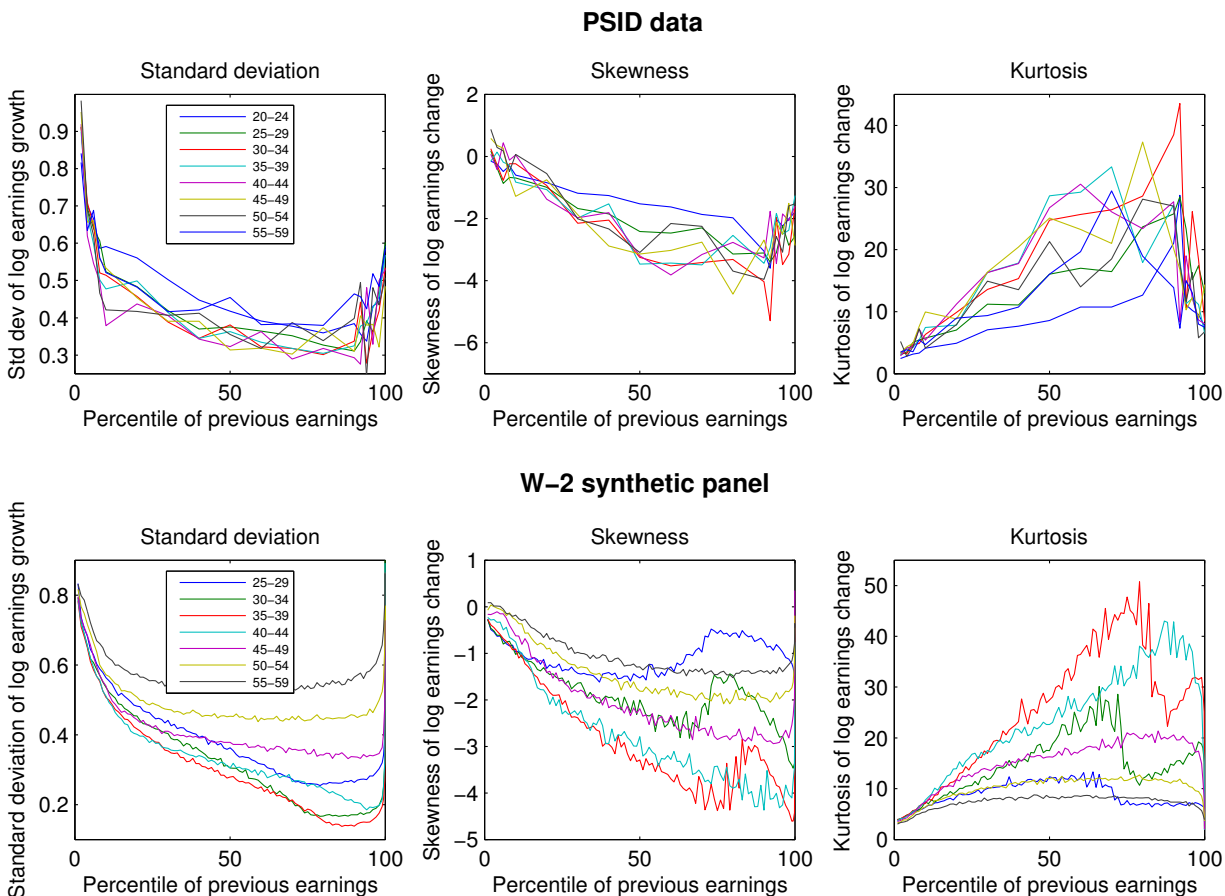 PSID data
Standard deviation
Std dev of log earnings growth
0.9
0.8
0.7
0.6
0.5
0.4
0.3
20−24
25−29
30−34
35−39
40−44
45−49
50−54
55−59
0 50 100
Percentile of previous earnings
Skewness
Skewness of log earnings change
2
0
−2
−4
−6
0 50 100
Percentile of previous earnings
Kurtosis
Kurtosis of log earnings change
40
30
20
10
0
0 50 100
Percentile of previous earnings
W−2 synthetic panel
Standard deviation
Standard deviation of log earnings growth
0.8
0.6
0.4
0.2
25−29
30−34
35−39
40−44
45−49
50−54
55−59
0 50 100
Percentile of previous earnings
Skewness
Skewness of log earnings change
1
0
−1
−2
−3
−4
−5
0 50 100
Percentile of previous earnings
Kurtosis
Kurtosis of log earnings change
50
40
30
20
10
0
0 50 100
Percentile of previous earnings